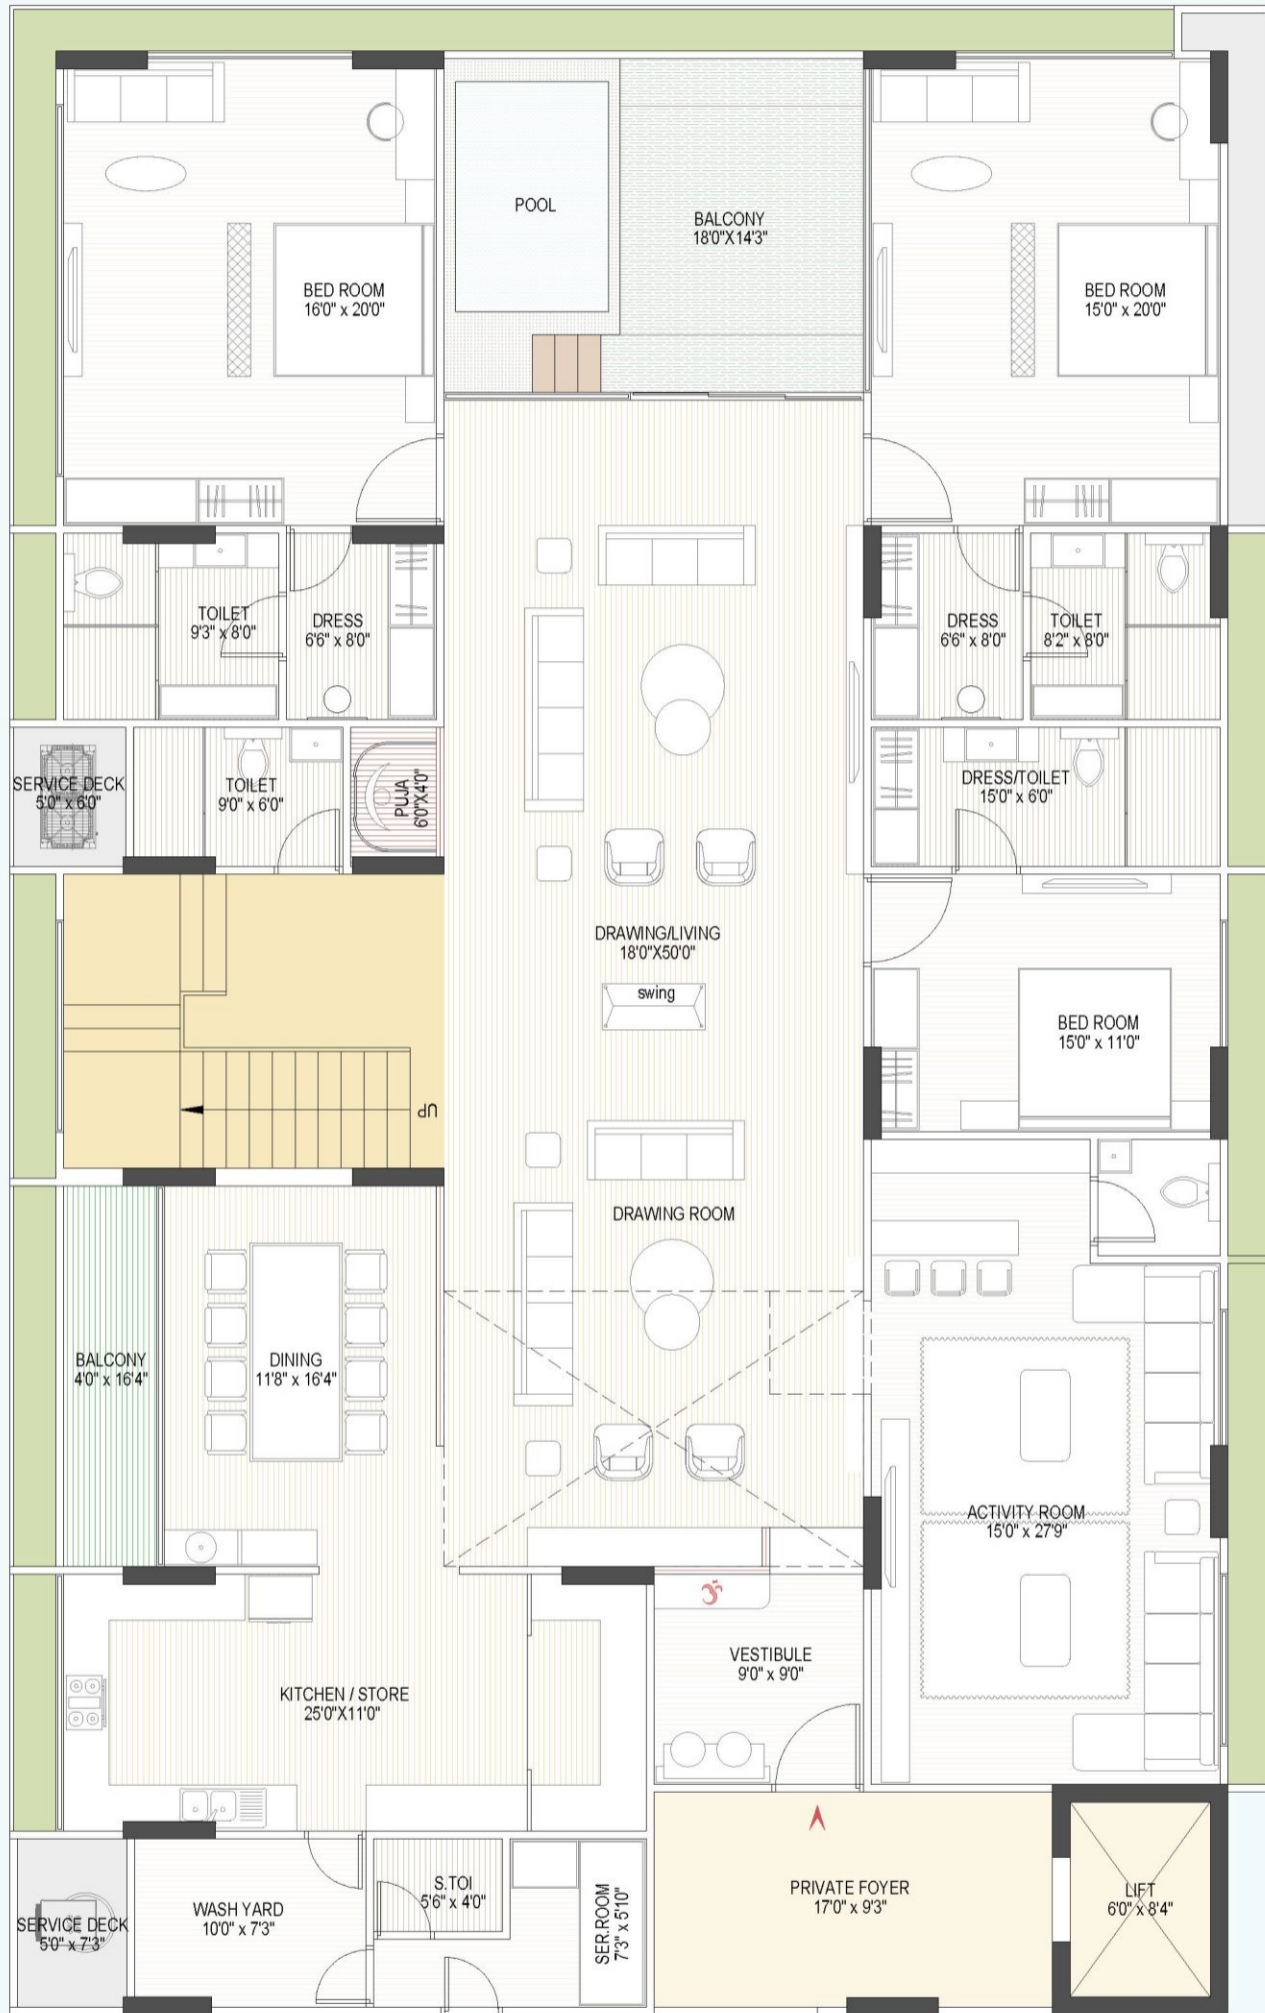 POOL
BALCONY
18'0"X14'3"
BED ROOM
16'0" x 20'0"
BED ROOM
15'0" x 20'0"
TOILET
9'3" x 8'0"
DRESS
6'6" x 8'0"
DRESS
6'6" x 8'0"
TOILET
8'2" x 8'0"
SERVICE DECK
5'0" x 6'0"
TOILET
9'0" x 6'0"
PUJA
6'0"X4'0"
DRESS/TOILET
15'0" x 6'0"
DRAWING/LIVING
18'0"X50'0"
swing
BED ROOM
15'0" x 11'0"
UP
DRAWING ROOM
BALCONY
4'0" x 16'4"
DINING
11'8" x 16'4"
ACTIVITY ROOM
15'0" x 27'9"
ॐ
VESTIBULE
9'0" x 9'0"
KITCHEN / STORE
25'0"X11'0"
SERVICE DECK
5'0" x 7'3"
WASH YARD
10'0" x 7'3"
S.TOI
5'6" x 4'0"
SER.ROOM
7'3" x 5'10"
PRIVATE FOYER
17'0" x 9'3"
LIFT
6'0" x 8'4"